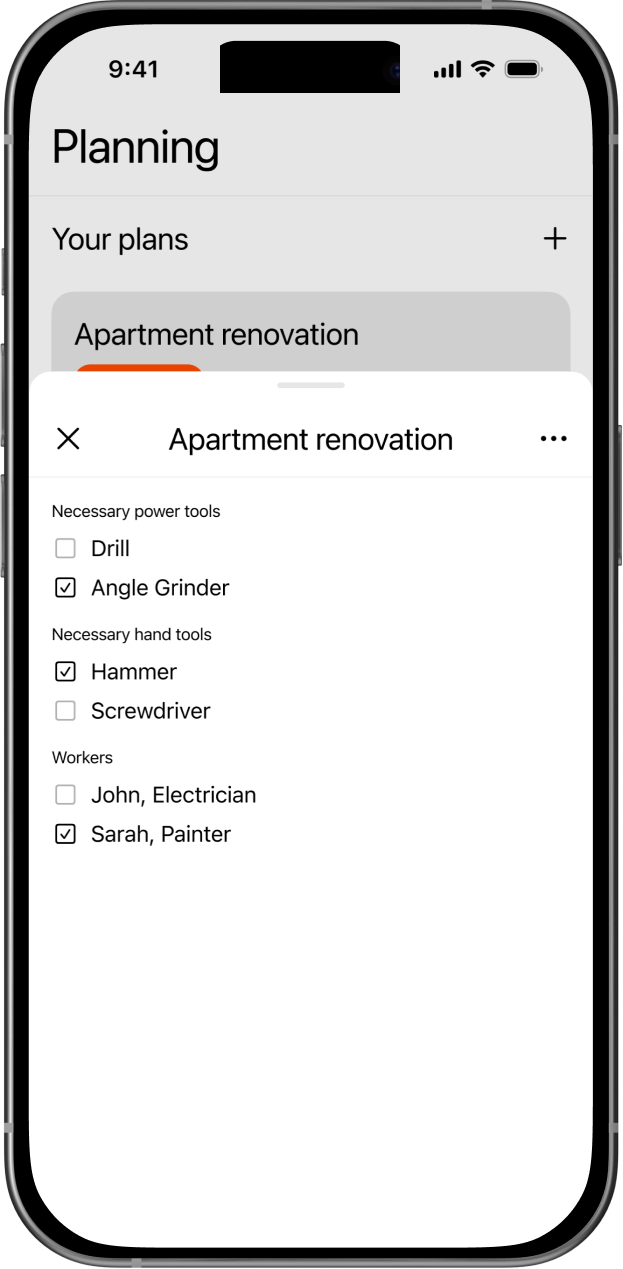 9:41
Planning
Your plans
Apartment renovation
Apartment renovation
Necessary power tools
Drill
Angle Grinder
Necessary hand tools
Hammer
Screwdriver
Workers
John, Electrician
Sarah, Painter